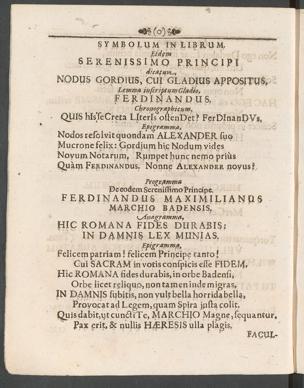 (o)
SYMBOLUM IN LIBRUM.
Eidem
SERENISSIMO PRINCIPI
dicatum,
NODUS GORDIUS, CUI GLADIUS APPOSITUS,
Lemma inscriptum Gladio,
FERDINANDUS.
Chronographicum,
QUIS hIs seCreta LIterIs ostenDet? FerDInanDVs,
Epigramma,
Nodos resolvit quondam ALEXANDER suo
Mucrone felix: Gordium hic Nodum vides
Novum Notarum, Rumpet hunc nemo priùs
Quàm FERDINANDUS. Nonne ALEXANDER novus?
Programma
De eodem Serenissimo Principe.
FERDINANDUS MAXIMILIANUS
MARCHIO BADENSIS,
Anagramma,
HIC ROMANA FIDES DURABIS;
IN DAMNIS LEX MUNIAS.
Epigramma,
Felicem patriam! felicem Principe tanto!
Cui SACRAM in votis conspicis esse FIDEM,
Hic ROMANA fides durabis, in orbe Badensi,
Orbe licet reliquo, non tamen inde migras,
IN DAMNIS subitis, non vult bella horrida bella,
Provocat ad Legem, quam Spira justa colit.
Quis dabit, ut cuncti Te, MARCHIO Magne, sequantur,
Pax erit, & nullis HÆRESIS ulla plagis.
FACUL-